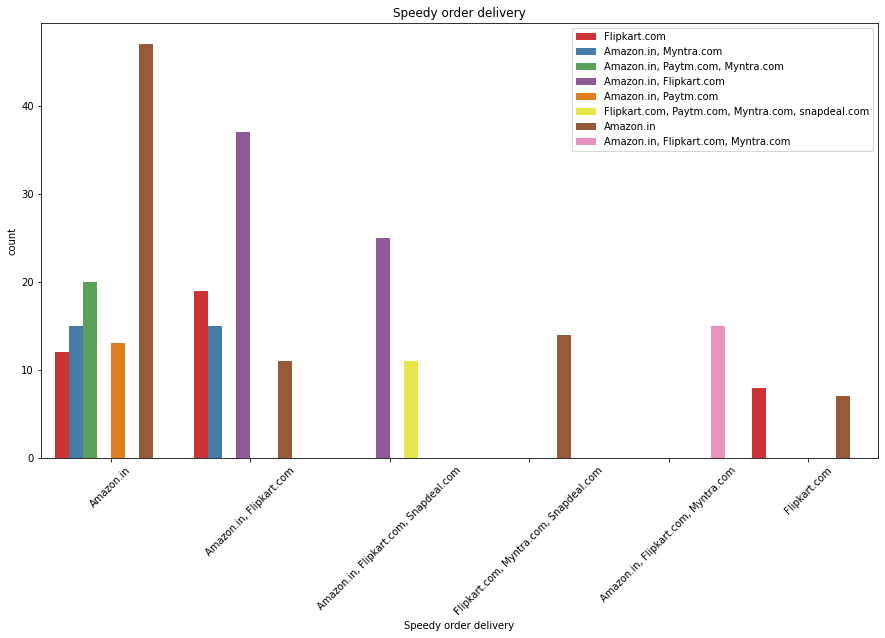 Speedy order delivery
Flipkart.com
Amazon.in, Myntra.com
Amazon.in, Paytm.com, Myntra.com
Amazon.in, Flipkart.com
Amazon.in, Paytm.com
Flipkart.com, Paytm.com, Myntra.com, snapdeal.com
Amazon.in
Amazon.in, Flipkart.com, Myntra.com
count
40
30
20
10
0
Amazon.in
Amazon.in, Flipkart.com
Amazon.in, Flipkart.com, Snapdeal.com
Flipkart.com, Myntra.com, Snapdeal.com
Amazon.in, Flipkart.com, Myntra.com
Flipkart.com
Speedy order delivery